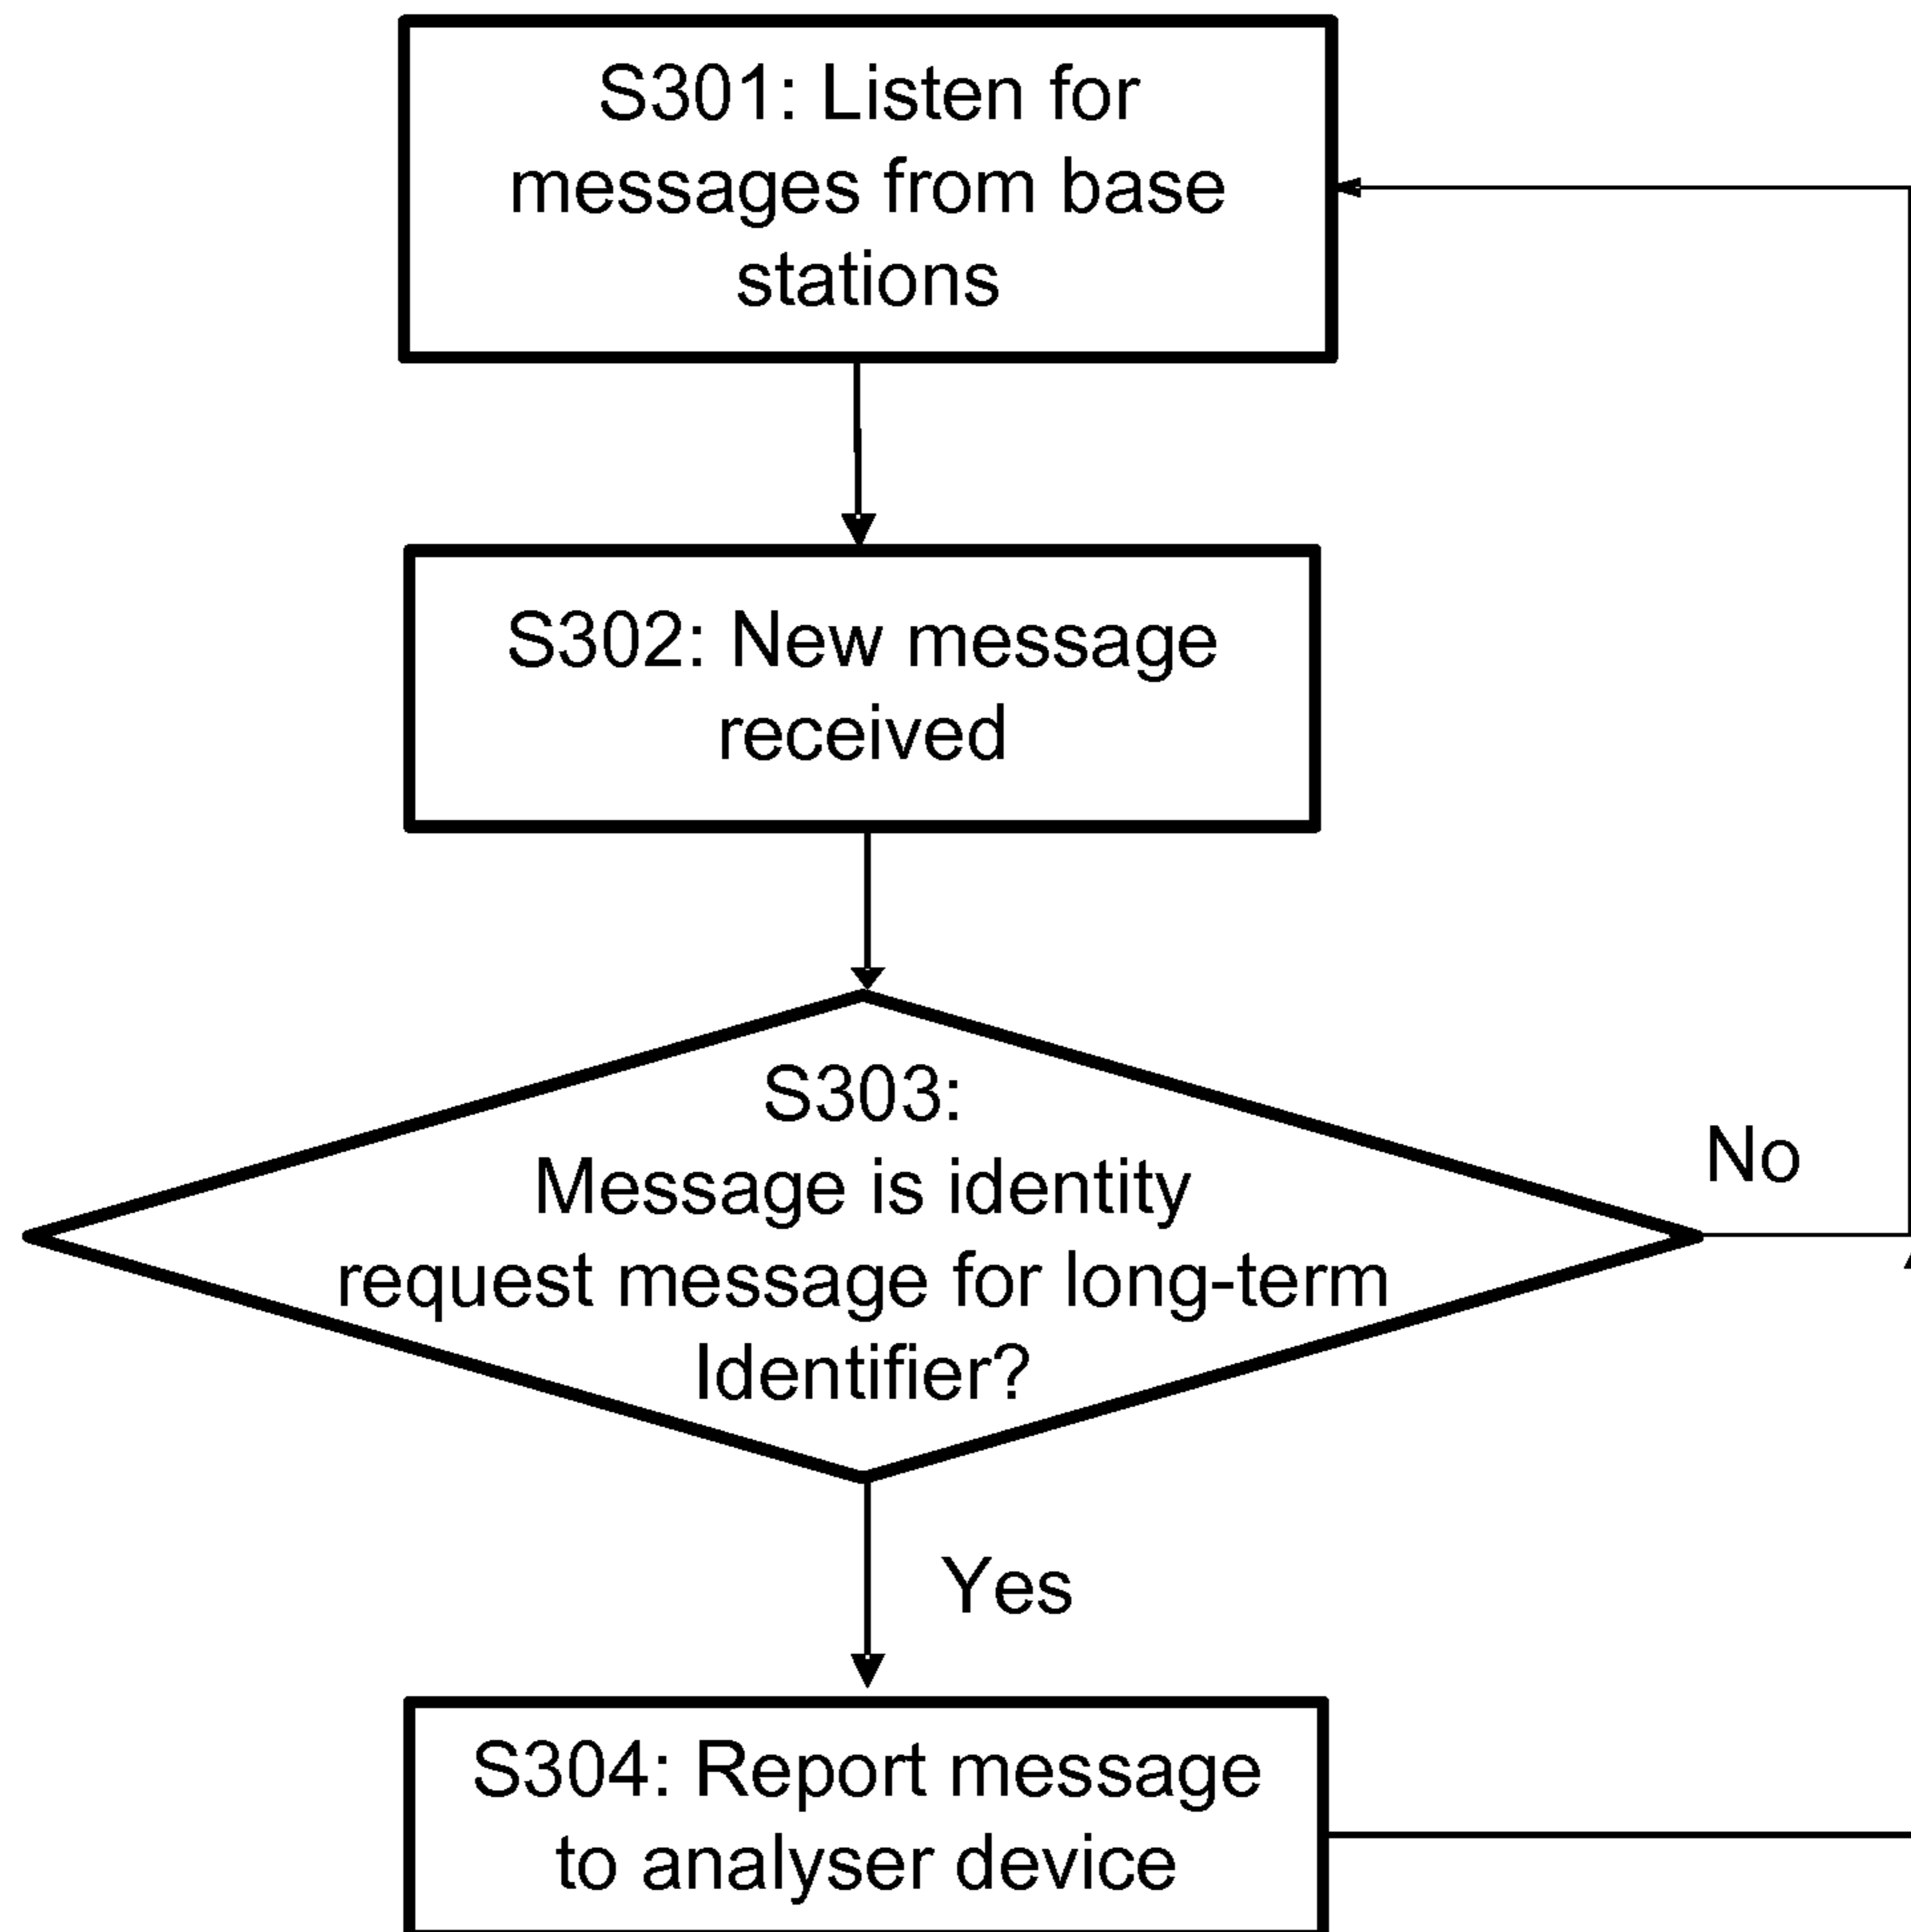 S301: Listen for
messages from base
stations
S302: New message
received
S303:
Message is identity
request message for long-term
Identifier?
No
Yes
S304: Report message
to analyser device